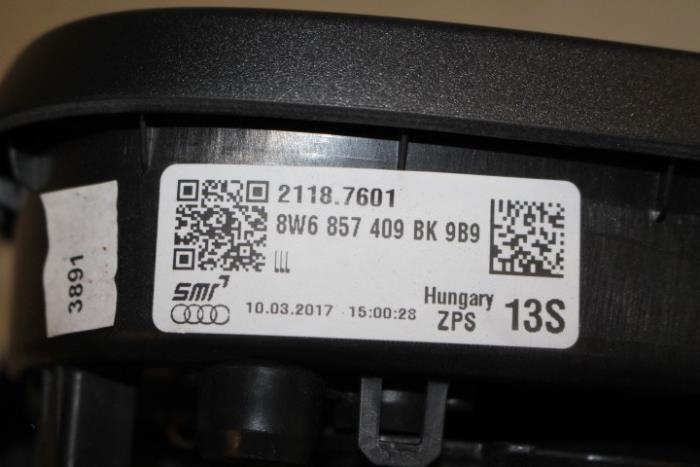 3891
2118.7601
8W6 857 409 BK 9B9
LLL
smr
10.03.2017 15:00:28
Hungary
ZPS
13S